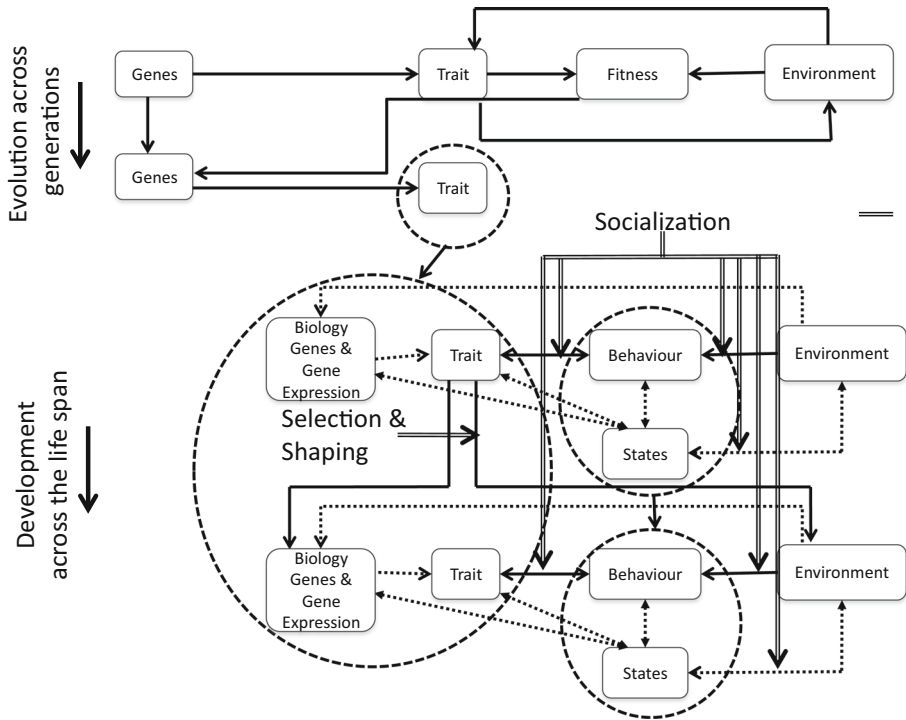 Evolution across
generations
Genes
Trait
Fitness
Environment
Genes
Trait
Socialization
Development
across the life span
Biology
Genes &
Gene
Expression)
Trait
Behaviour
Environment
Selection &
Shaping
States
Biology
Genes &
Gene
Expression)
Trait
Behaviour
Environment
States